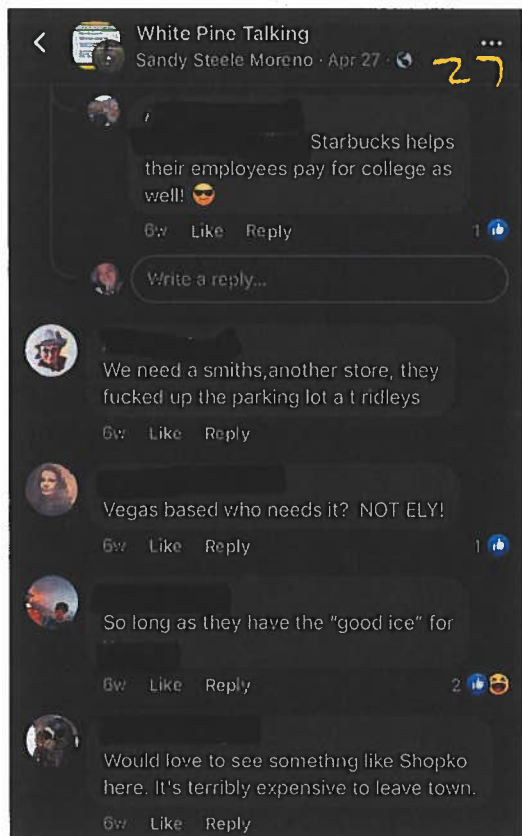 White Pine Talking
Sandy Steele Moreno · Apr 27 ·
27
Starbucks helps
their employees pay for college as
well! 😎
6w Like Reply 1
Write a reply...
We need a smiths,another store, they
fucked up the parking lot a t ridleys
6w Like Reply
Vegas based who needs it? NOT ELY!
6w Like Reply 1
So long as they have the "good ice" for
6w Like Reply 2
Would love to see somethng like Shopko
here. It's terribly expensive to leave town.
6w Like Reply